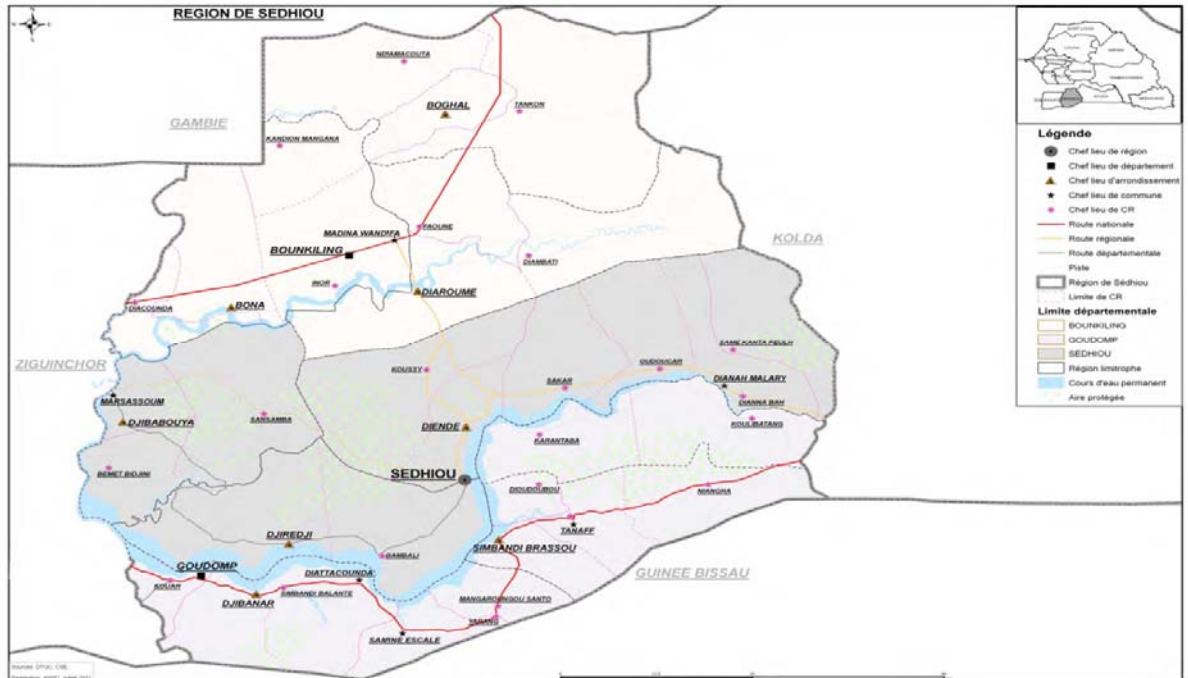 REGION DE SEDHIOU
N
NDIAMACOUTA
BOGHAL
TANKON
GAMBIE
KANDION MANGANA
FAOUNE
MADINA WANDIFA
KOLDA
BOUNKILING
DIAMBATI
INOR
DIAROUME
DIACOUNDA
BONA
SAME KANTA PEULH
ZIGUINCHOR
KOUSSY
OUDOUCAR
SAKAR
DIANAH MALARY
MARSASSOUM
DIANNA BAH
SANSAMBA
DJIBABOUYA
DIENDE
KOULIBATANG
KARANTABA
BEMET BIDJINI
SEDHIOU
DIOUDOUBOU
NIANGHA
TANAFF
DJIREDJI
SIMBANDI BRASSOU
SAMBALI
GOUDOMP
DIATTACOUNDA
GUINEE BISSAU
KOUAR
SIMBANDI BALANTE
DJIBANAR
MANGAROUNGOU SANTO
YARANG
SAMINE ESCALE
Légende
Chef lieu de région
Chef lieu de département
Chef lieu d'arrondissement
Chef lieu de commune
Chef lieu de CR
Route nationale
Route régionale
Route départementale
Piste
Région de Sédhiou
Limite de CR
Limite départementale
BOUNKILING
GOUDOMP
SEDHIOU
Région limitrophe
Cours d'eau permanent
Aire protégée